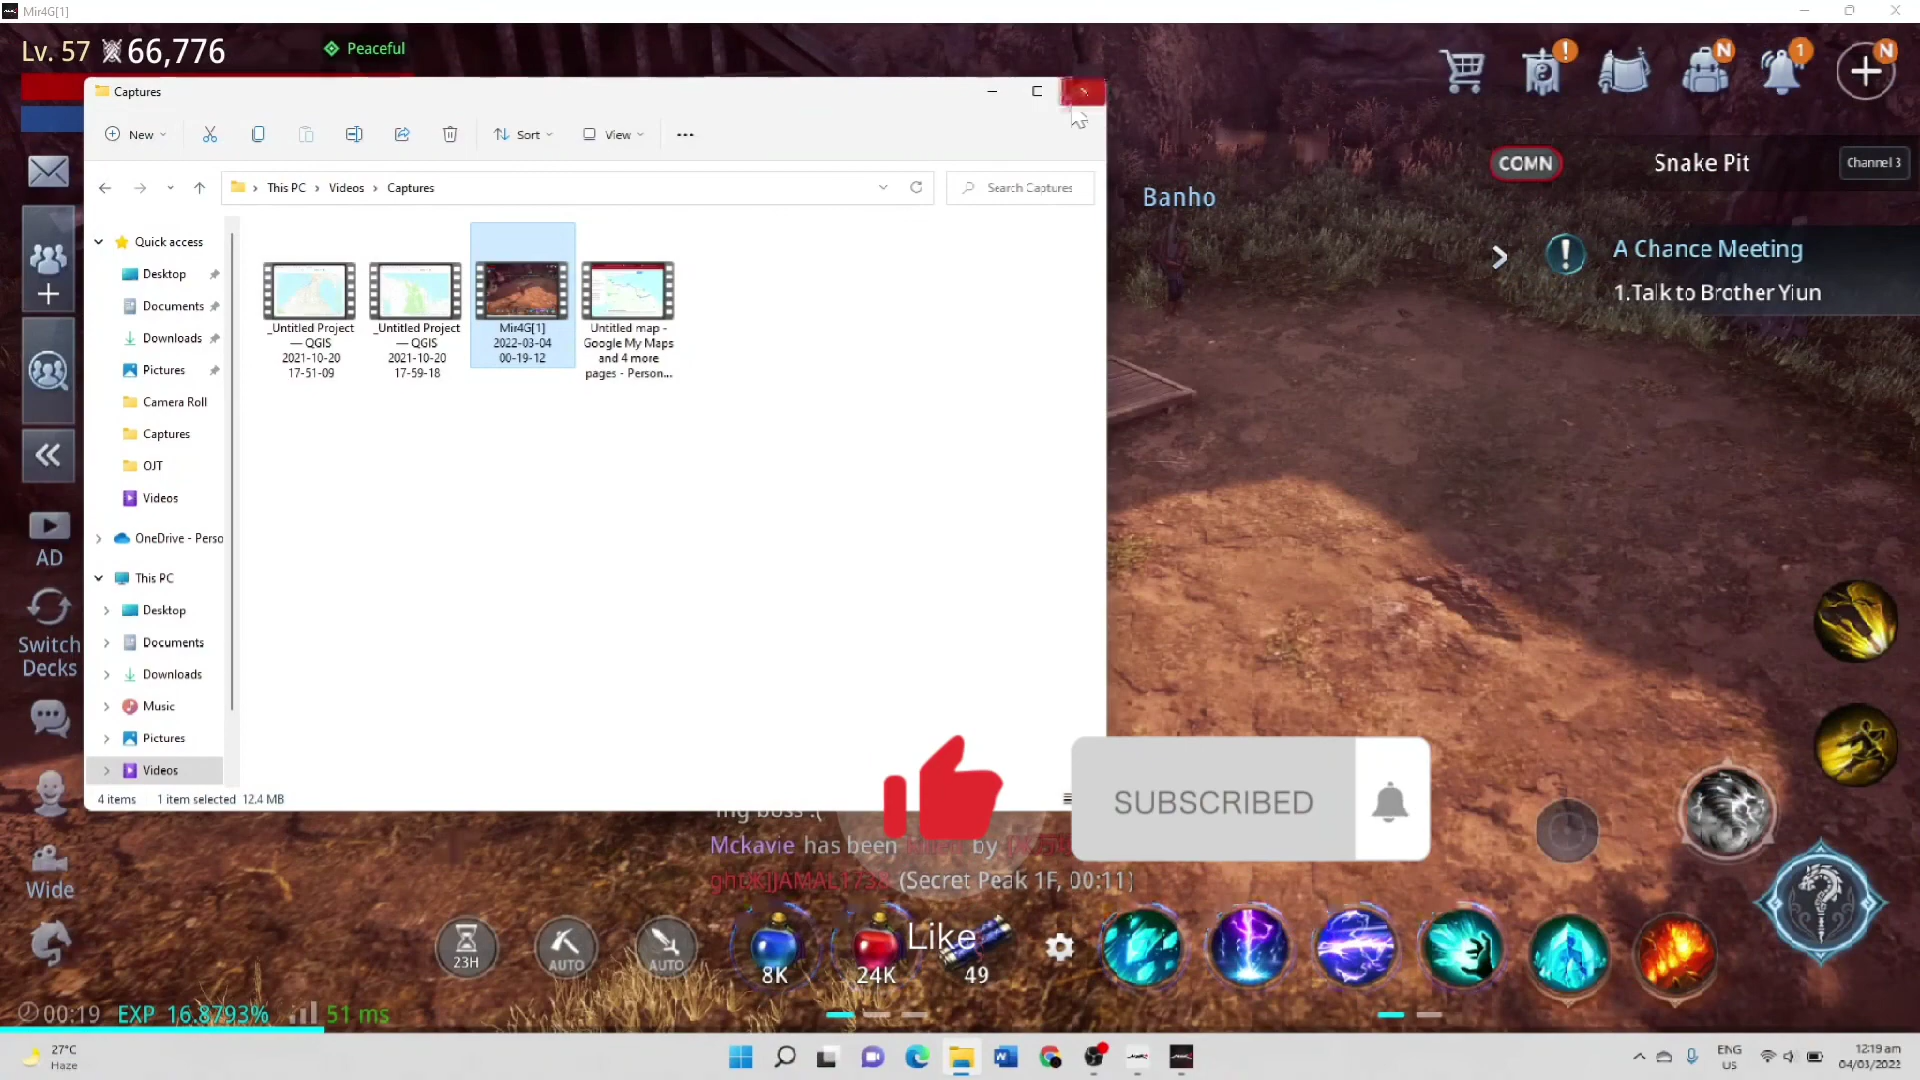 Mir4G[1]
Lv. 57 66,776
Peaceful
Captures
New
Sort
View
This PC > Videos > Captures
Search Captures
Quick access
Desktop
Documents
Downloads
Pictures
Camera Roll
Captures
OJT
Videos
OneDrive - Perso
This PC
Desktop
Documents
Downloads
Music
Pictures
Videos
_Untitled Project
— QGIS
2021-10-20
17-51-09
_Untitled Project
— QGIS
2021-10-20
17-59-18
Mir4G[1]
2022-03-04
00-19-12
Untitled map -
Google My Maps
and 4 more
pages - Person...
4 items 1 item selected 12.4 MB
N
1
N
COMN
Snake Pit
Channel 3
Banho
A Chance Meeting
1.Talk to Brother Yiun
AD
Switch
Decks
Wide
SUBSCRIBED
Mckavie has been by
(Secret Peak 1F, 00:11)
Like
23H
AUTO
AUTO
8K
24K
49
00:19 EXP 16.8793% 51 ms
27°C
Haze
ENG
US
12:19 am
04/03/2022